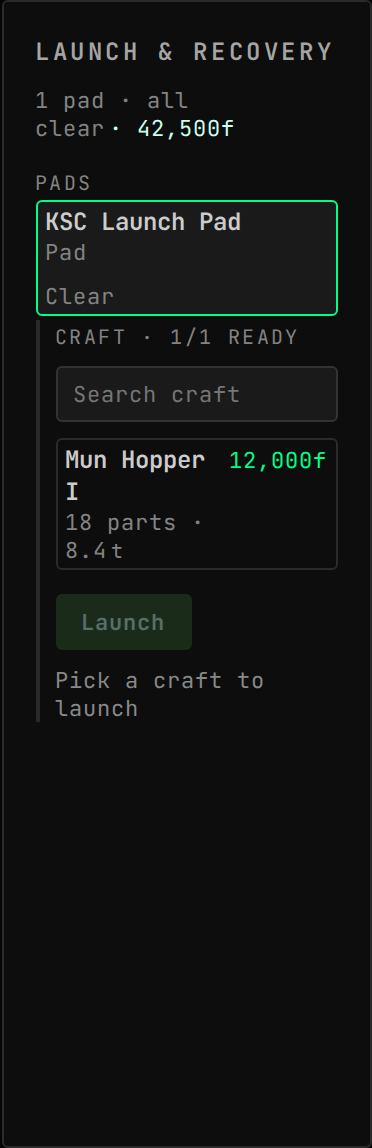 LAUNCH & RECOVERY
1 pad · all
clear · 42,500f
PADS
KSC Launch Pad
Pad
Clear
CRAFT · 1/1 READY
Search craft
Mun Hopper 12,000f
I
18 parts ·
8.4t
Launch
Pick a craft to
launch